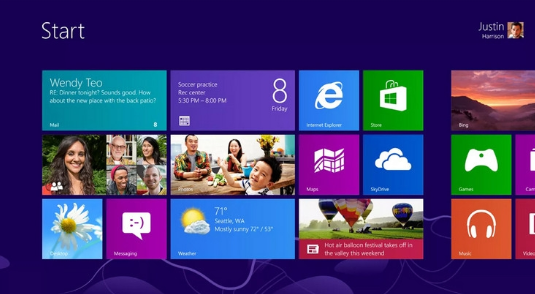 Start
Justin
Harrison
Wendy Teo
RE: Dinner tonight? Sounds good. How
about the new place with the back patio?
Mail
8
Soccer practice
Rec center
5:30 PM – 8:00 PM
8
Friday
Internet Explorer
Store
Bing
Photos
Maps
SkyDrive
Games
Messaging
71°
Seattle, WA
Mostly sunny 72° / 53°
Weather
Hot air balloon festival takes off in
the valley this weekend
Music
Video